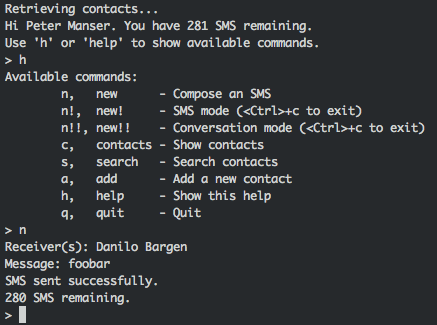 Retrieving contacts...
Hi Peter Manser. You have 281 SMS remaining.
Use 'h' or 'help' to show available commands.
> h
Available commands:
n,   new     - Compose an SMS
n!,  new!    - SMS mode (<Ctrl>+c to exit)
n!!, new!!   - Conversation mode (<Ctrl>+c to exit)
c,   contacts - Show contacts
s,   search  - Search contacts
a,   add     - Add a new contact
h,   help    - Show this help
q,   quit    - Quit
> n
Receiver(s): Danilo Bargen
Message: foobar
SMS sent successfully.
280 SMS remaining.
>